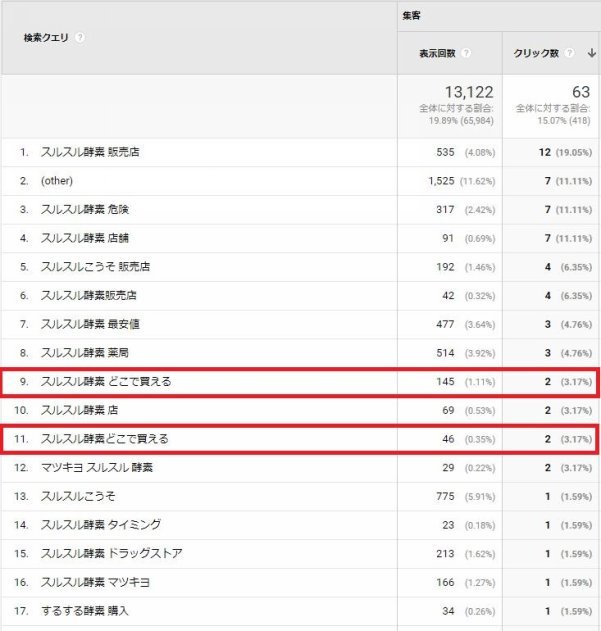 集客
検索クエリ ?
表示回数 ? クリック数 ? ↓
13,122 63
全体に対する割合: 全体に対する割合:
19.89% (65,984) 15.07% (418)
1. スルスル酵素 販売店 535 (4.08%) 12 (19.05%)
2. (other) 1,525 (11.62%) 7 (11.11%)
3. スルスル酵素 危険 317 (2.42%) 7 (11.11%)
4. スルスル酵素 店舗 91 (0.69%) 7 (11.11%)
5. スルスルこうそ 販売店 192 (1.46%) 4 (6.35%)
6. スルスル酵素販売店 42 (0.32%) 4 (6.35%)
7. スルスル酵素 最安値 477 (3.64%) 3 (4.76%)
8. スルスル酵素 薬局 514 (3.92%) 3 (4.76%)
9. スルスル酵素 どこで買える 145 (1.11%) 2 (3.17%)
10. スルスル酵素 店 69 (0.53%) 2 (3.17%)
11. スルスル酵素どこで買える 46 (0.35%) 2 (3.17%)
12. マツキヨ スルスル 酵素 29 (0.22%) 2 (3.17%)
13. スルスルこうそ 775 (5.91%) 1 (1.59%)
14. スルスル酵素 タイミング 23 (0.18%) 1 (1.59%)
15. スルスル酵素 ドラッグストア 213 (1.62%) 1 (1.59%)
16. スルスル酵素 マツキヨ 166 (1.27%) 1 (1.59%)
17. するする酵素 購入 34 (0.26%) 1 (1.59%)